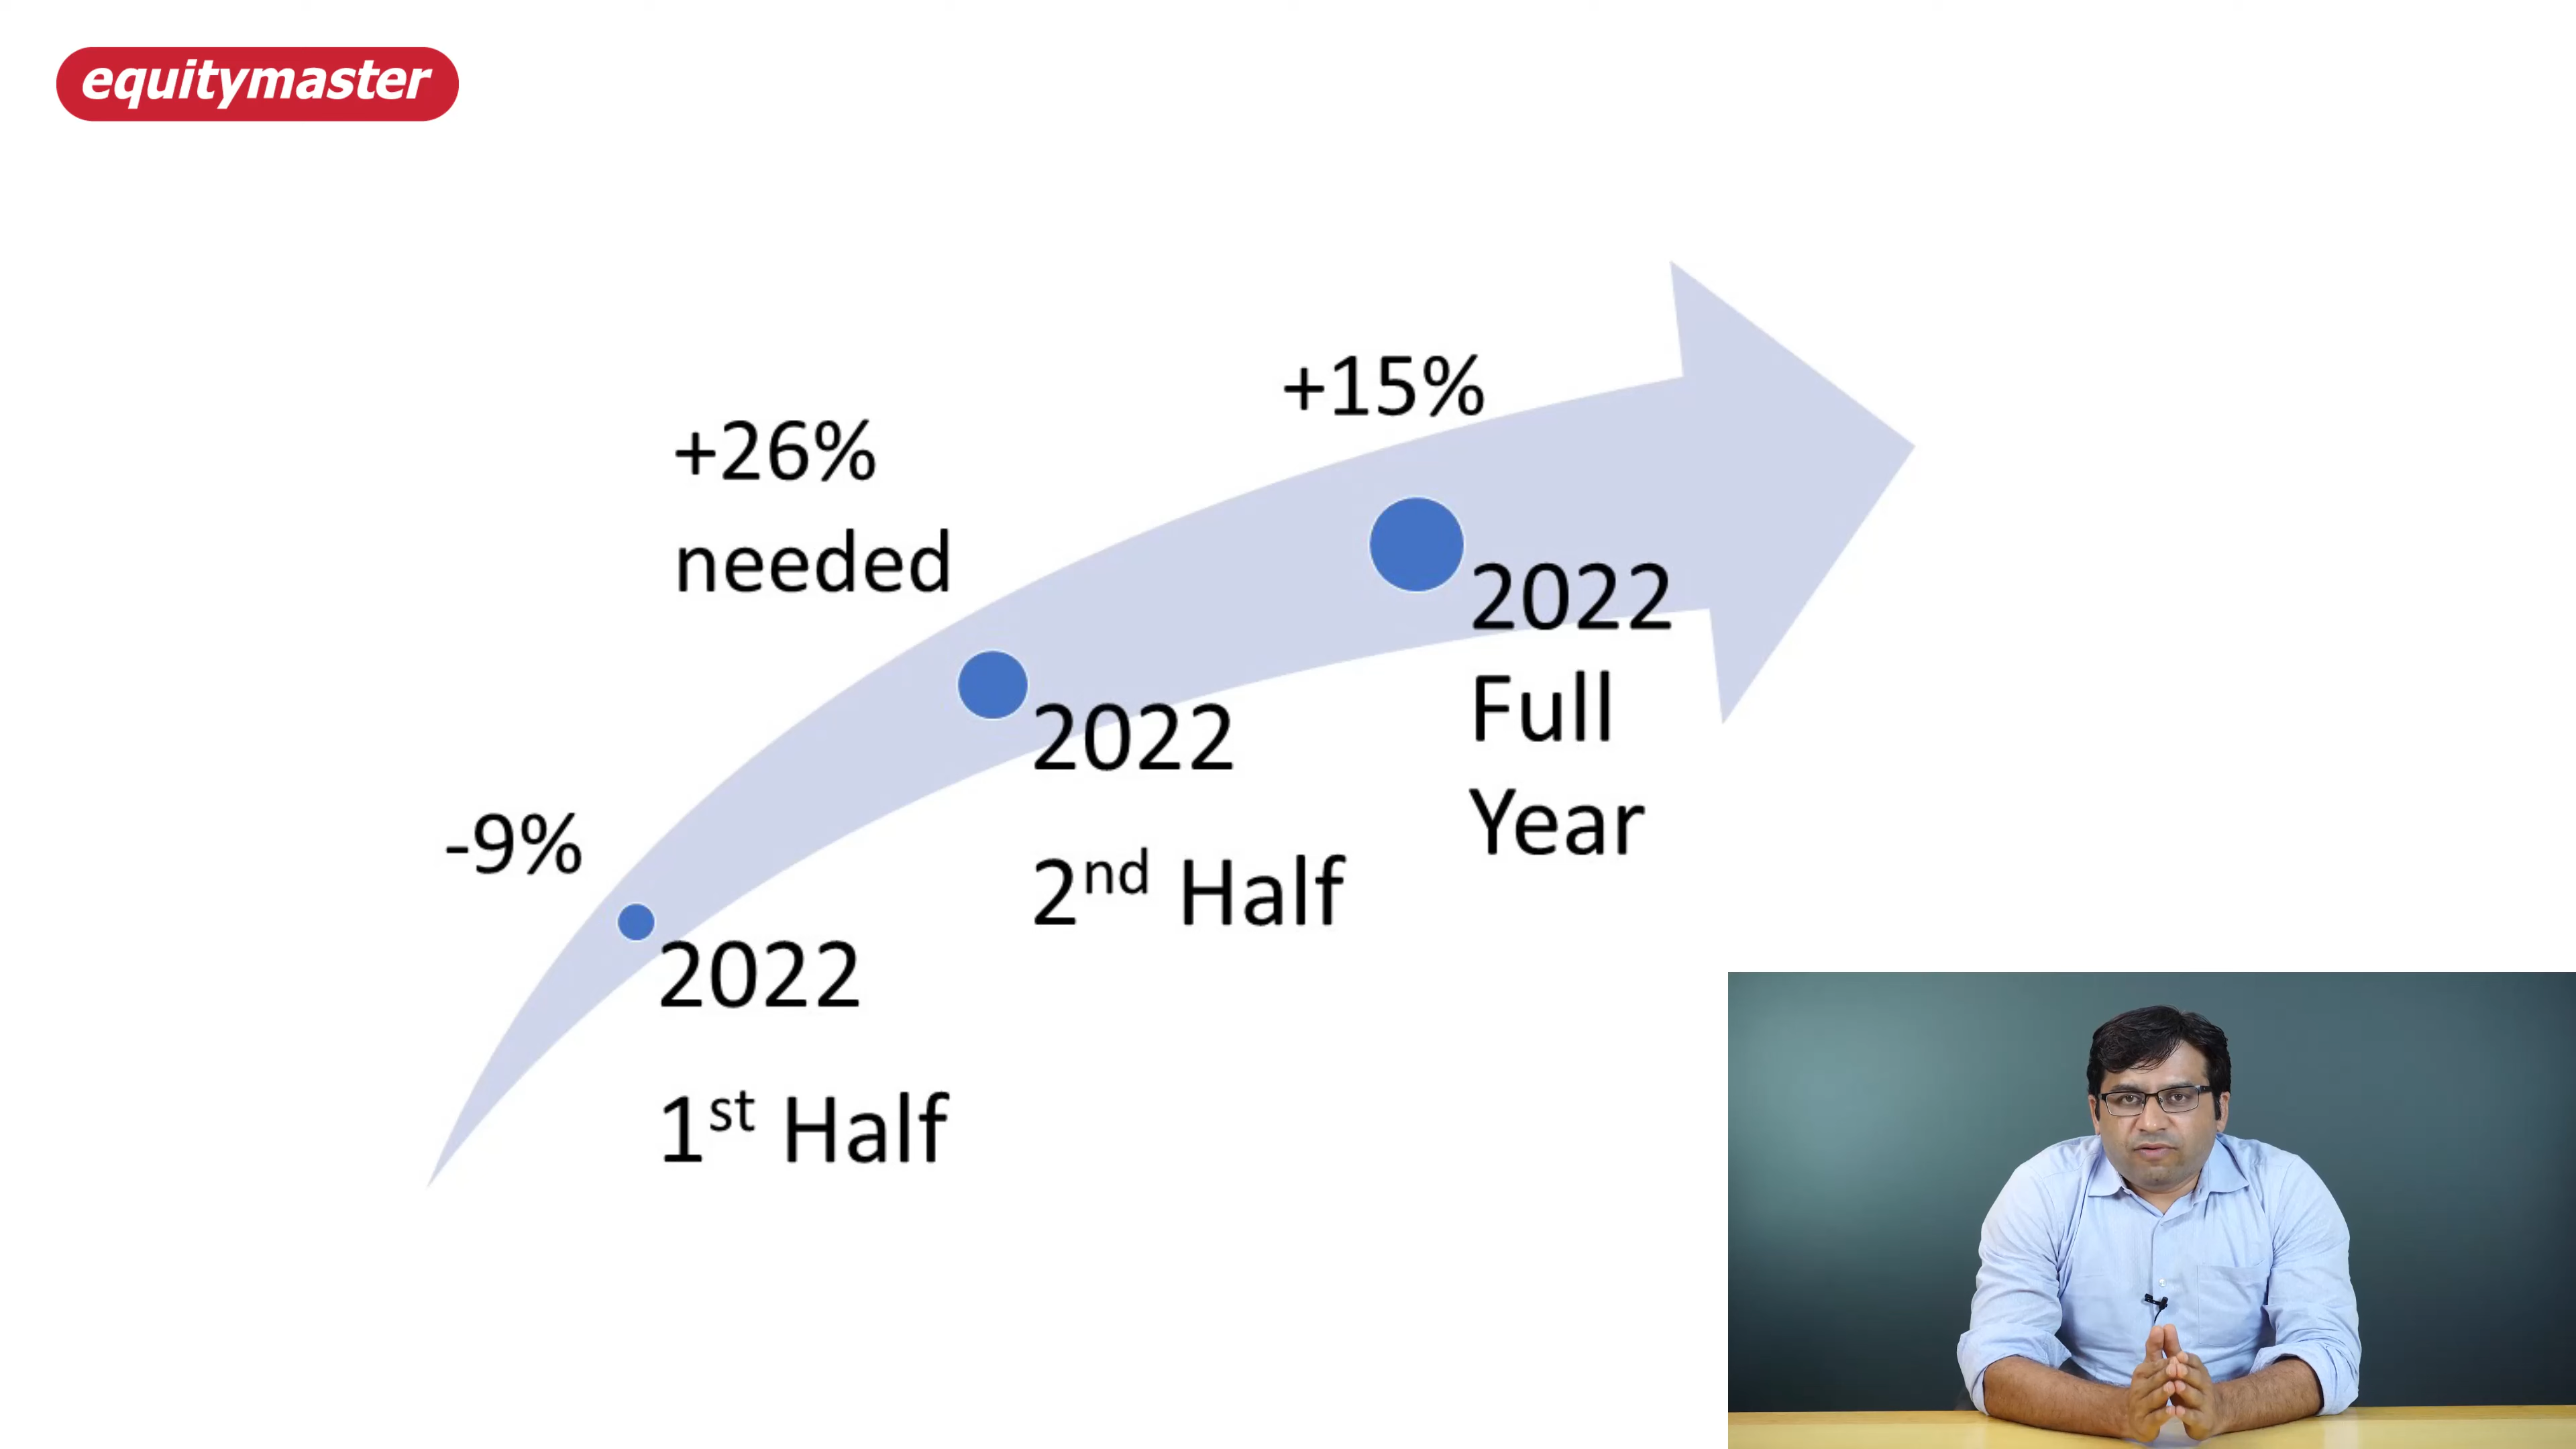 equitymaster
+15%
+26%
needed
2022
Full
Year
2022
2nd Half
-9%
2022
1st Half